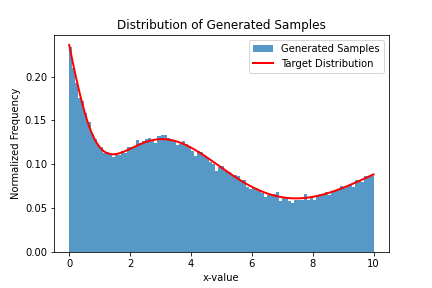 Distribution of Generated Samples
Generated Samples
Target Distribution
Normalized Frequency
0.20
0.15
0.10
0.05
0.00
0 2 4 6 8 10
x-value